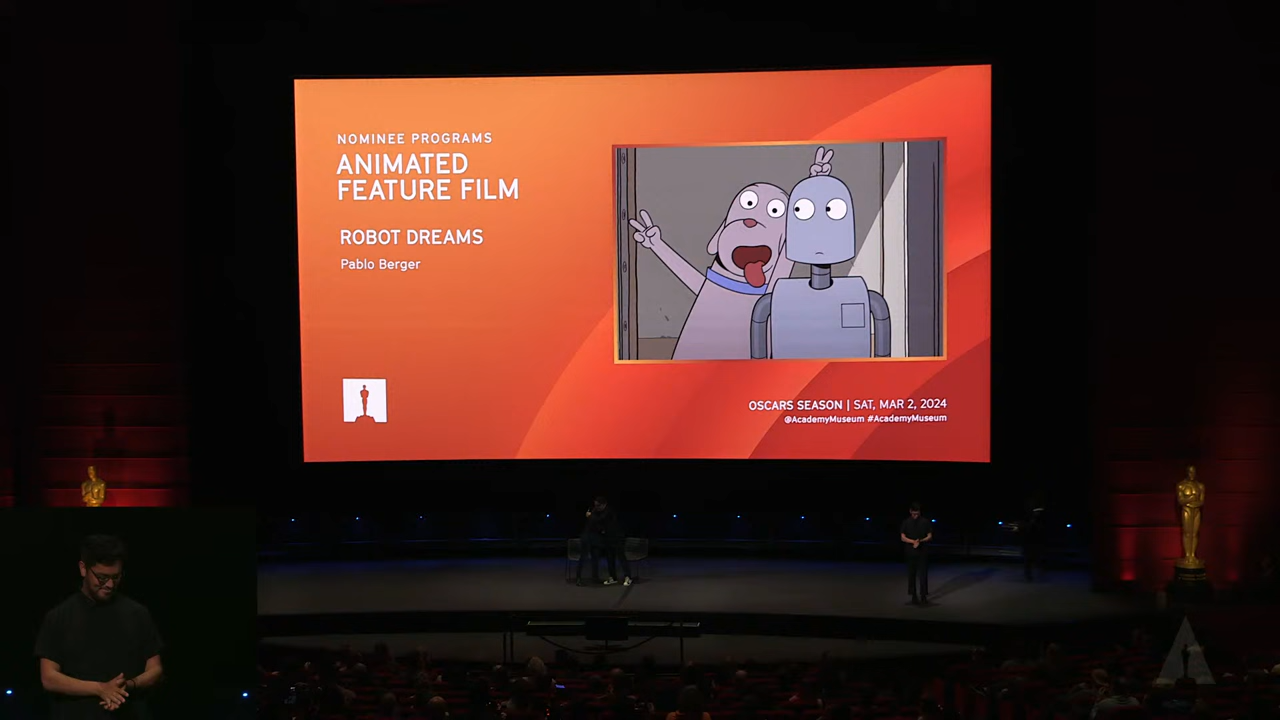 NOMINEE PROGRAMS
ANIMATED
FEATURE FILM
ROBOT DREAMS
Pablo Berger
OSCARS SEASON | SAT, MAR 2, 2024
@AcademyMuseum #AcademyMuseum